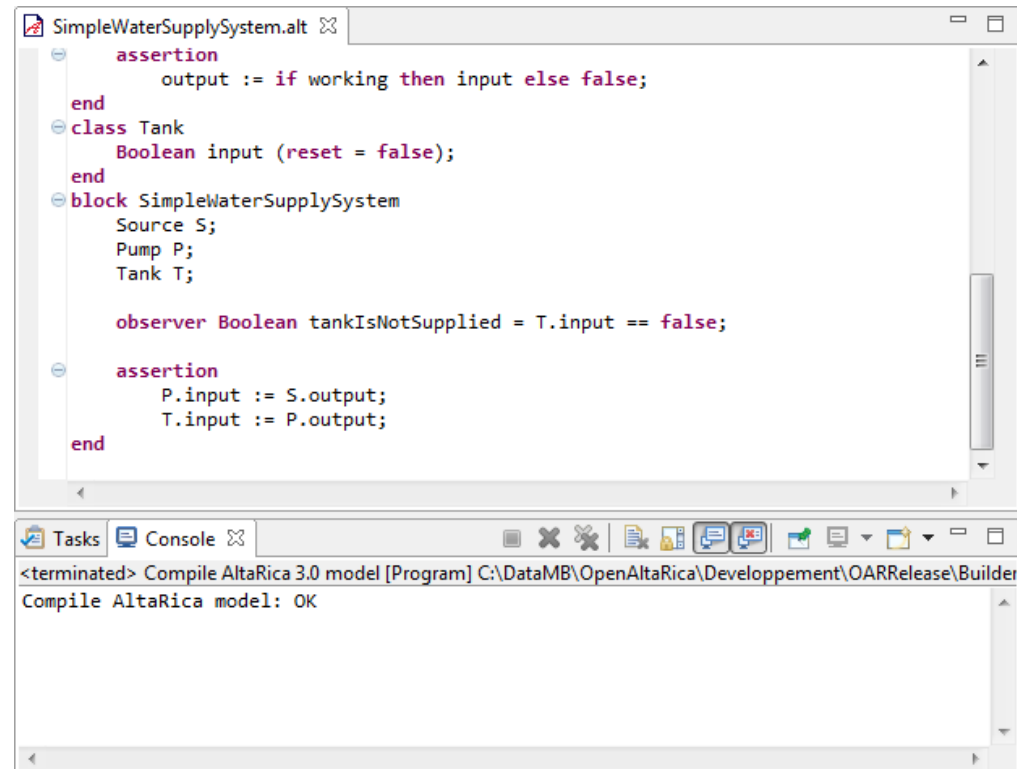 SimpleWaterSupplySystem.alt
assertion
output := if working then input else false;
end
class Tank
Boolean input (reset = false);
end
block SimpleWaterSupplySystem
Source S;
Pump P;
Tank T;
observer Boolean tankIsNotSupplied = T.input == false;
assertion
P.input := S.output;
T.input := P.output;
end
Tasks Console
<terminated> Compile AltaRica 3.0 model [Program] C:\DataMB\OpenAltaRica\Developpement\OARRelease\Builder
Compile AltaRica model: OK